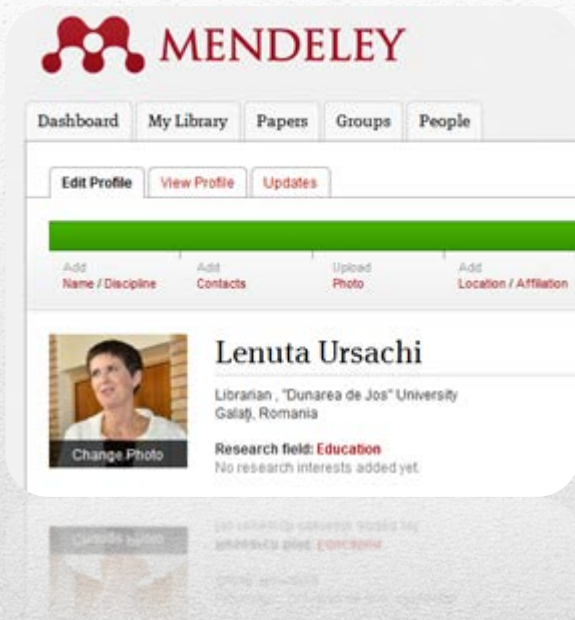 MENDELEY
Dashboard My Library Papers Groups People
Edit Profile View Profile Updates
Add Add Upload Add
Name / Discipline Contacts Photo Location / Affiliation
Lenuta Ursachi
Librarian , "Dunarea de Jos" University
Galaţi, Romania
Change Photo
Research field: Education
No research interests added yet.